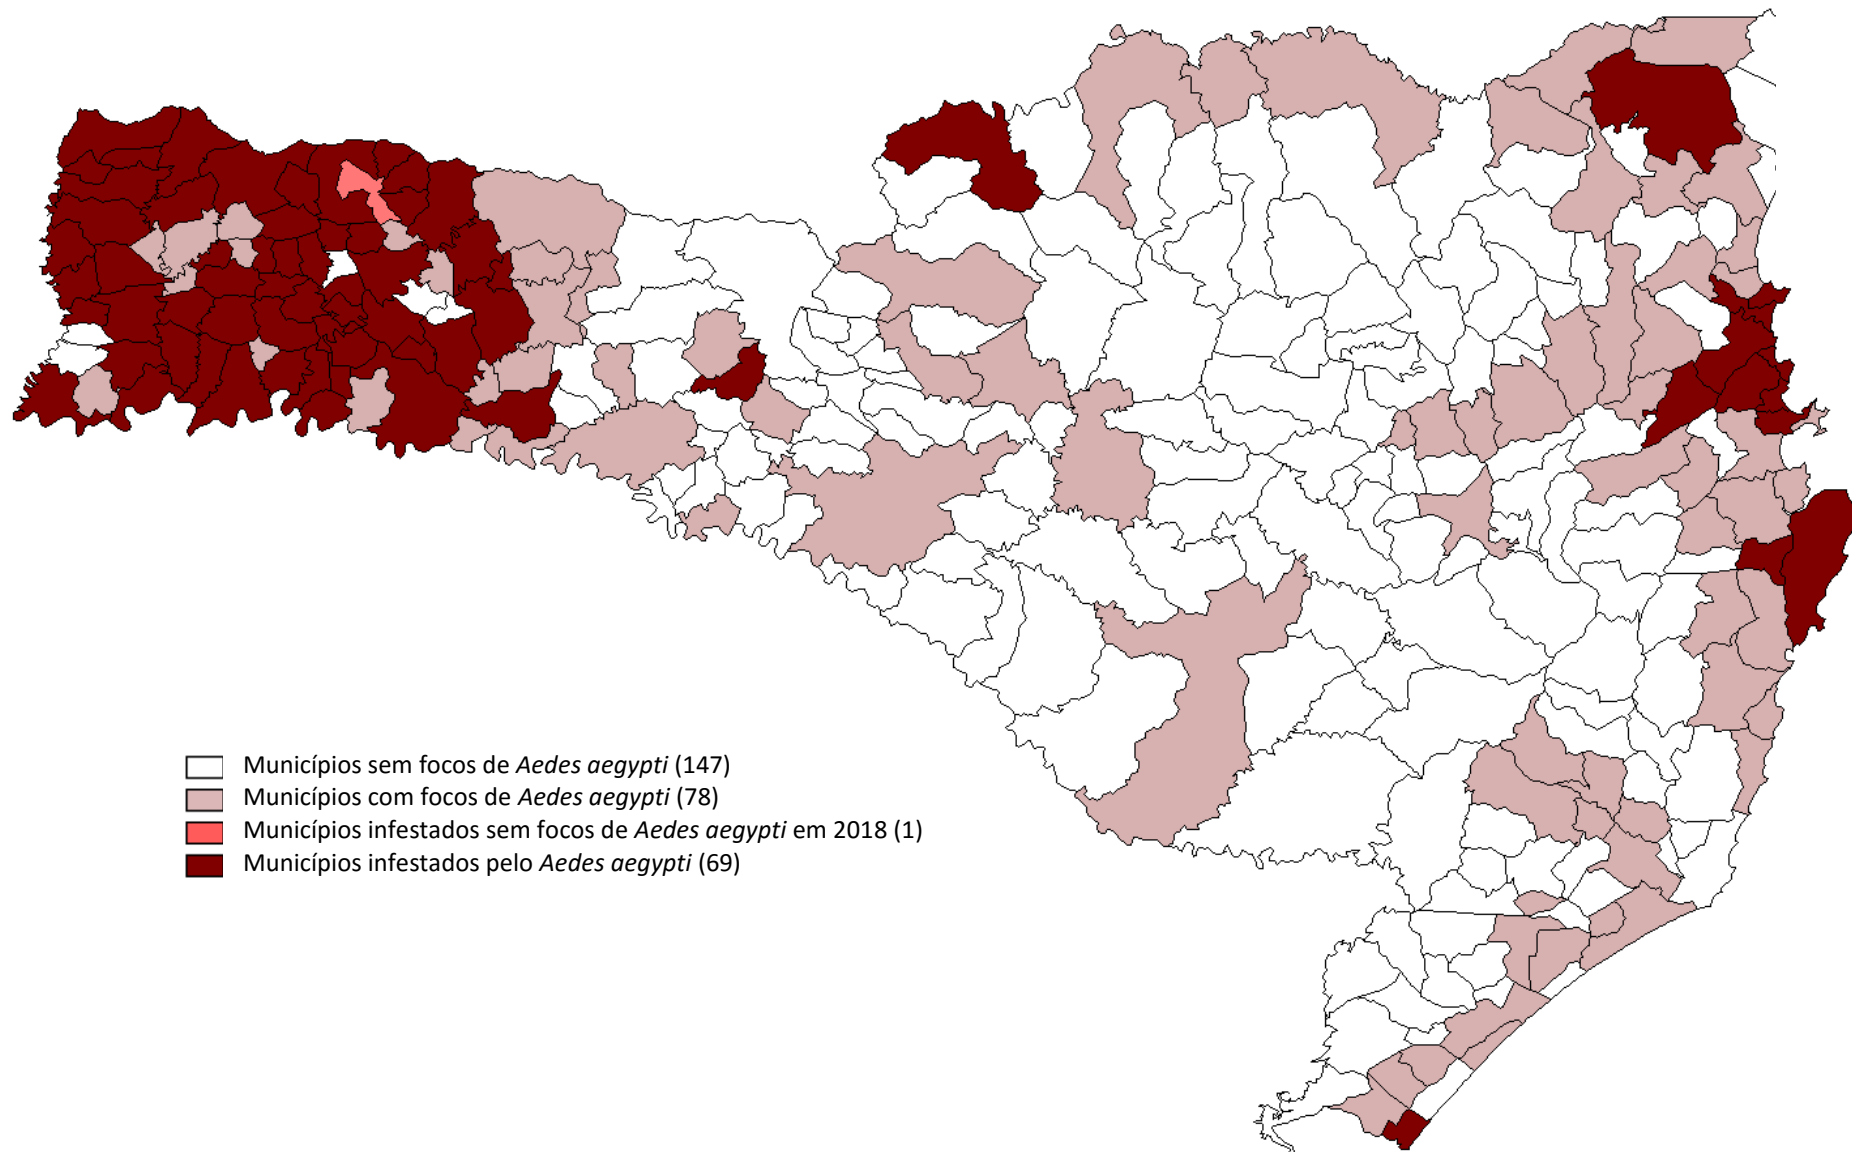 Municípios sem focos de Aedes aegypti (147)
Municípios com focos de Aedes aegypti (78)
Municípios infestados sem focos de Aedes aegypti em 2018 (1)
Municípios infestados pelo Aedes aegypti (69)